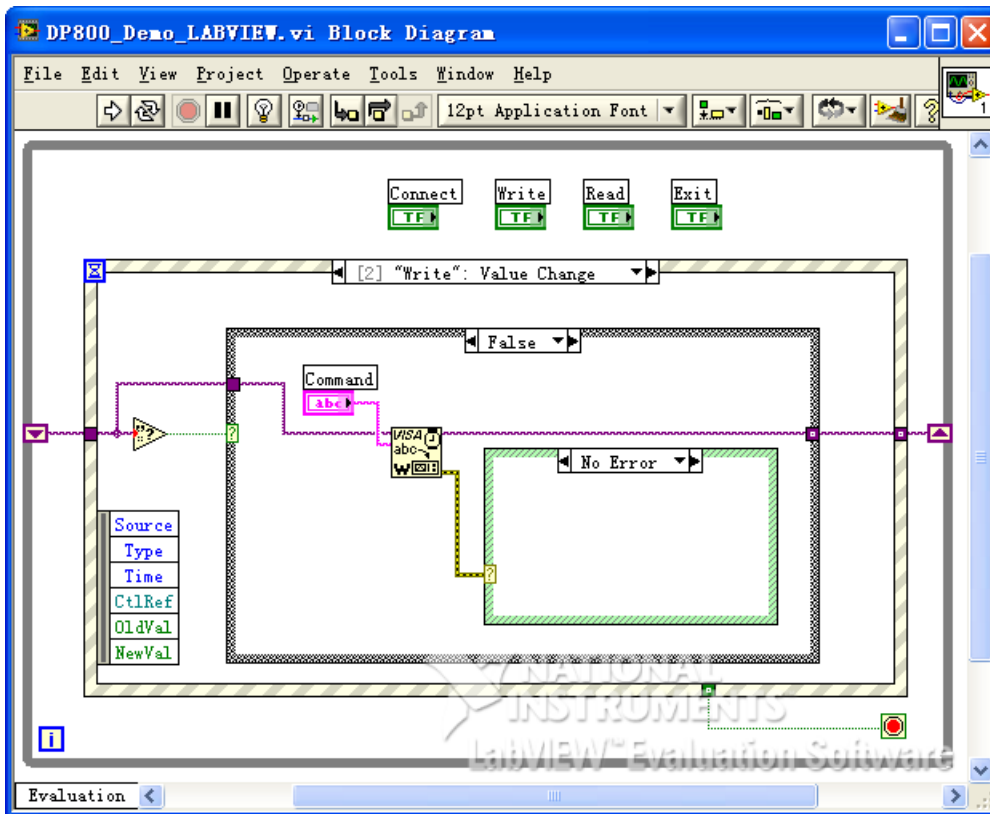 DP800_Demo_LABVIEW.vi Block Diagram
File Edit View Project Operate Tools Window Help
12pt Application Font
?
1
Connect Write Read Exit
TF TF TF TF
[2] "Write": Value Change
False
Command
abc
"?
?
VISA
abc
W
No Error
?
Source
Type
Time
CtlRef
OldVal
NewVal
NATIONAL
INSTRUMENTS
i
LabVIEW™ Evaluation Software
Evaluation